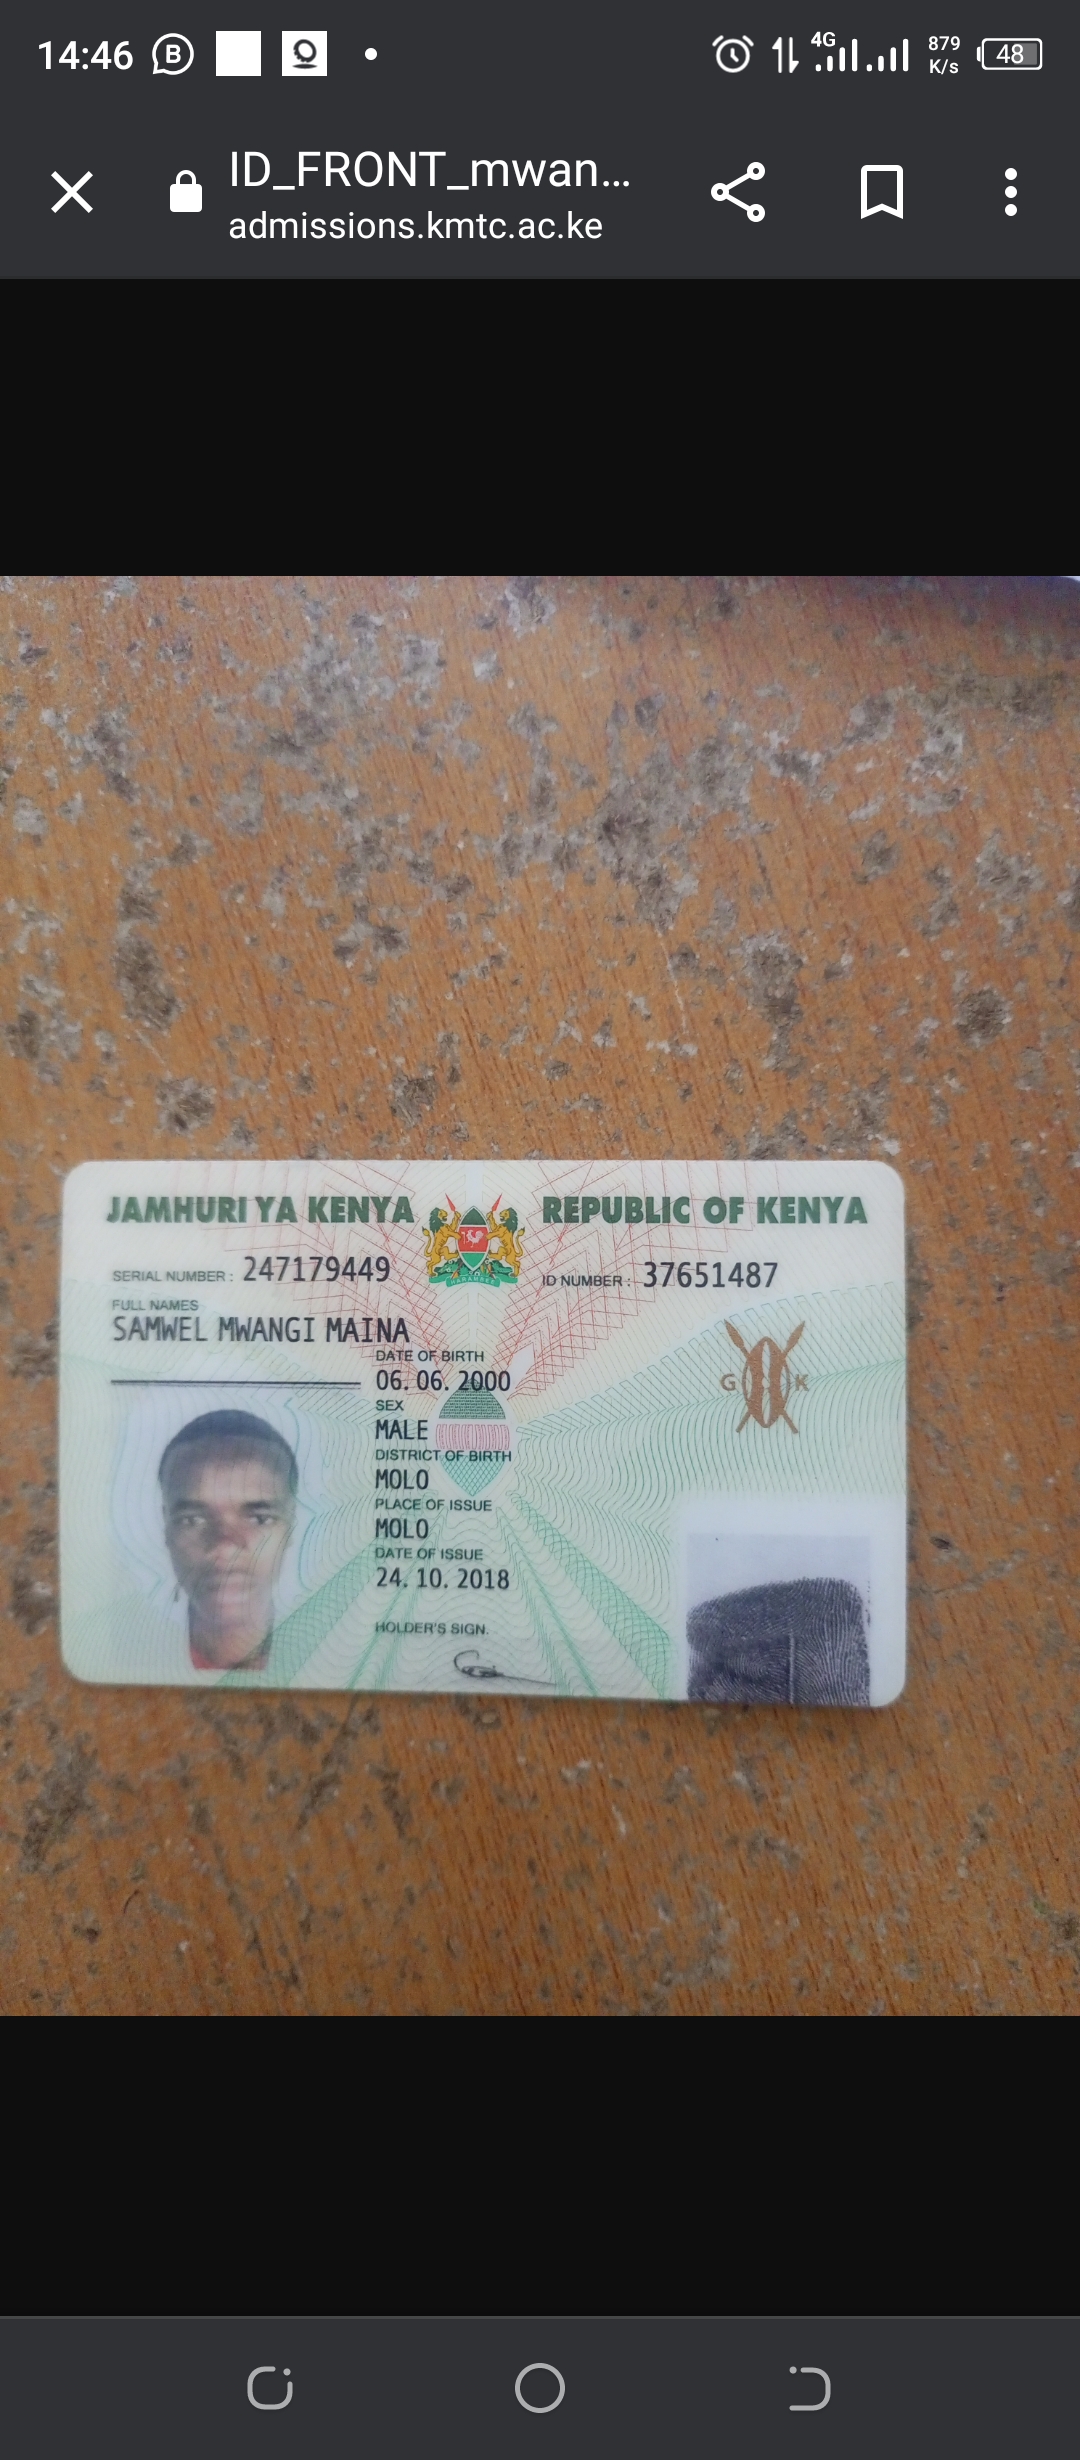 14:46
4G
879
K/s
48
ID_FRONT_mwan...
admissions.kmtc.ac.ke
JAMHURI YA KENYA REPUBLIC OF KENYA
HARAMBEE
SERIAL NUMBER : 247179449 ID NUMBER : 37651487
FULL NAMES
SAMWEL MWANGI MAINA
DATE OF BIRTH
06. 06. 2000
G K
SEX
MALE
DISTRICT OF BIRTH
MOLO
PLACE OF ISSUE
MOLO
DATE OF ISSUE
24. 10. 2018
HOLDER'S SIGN.